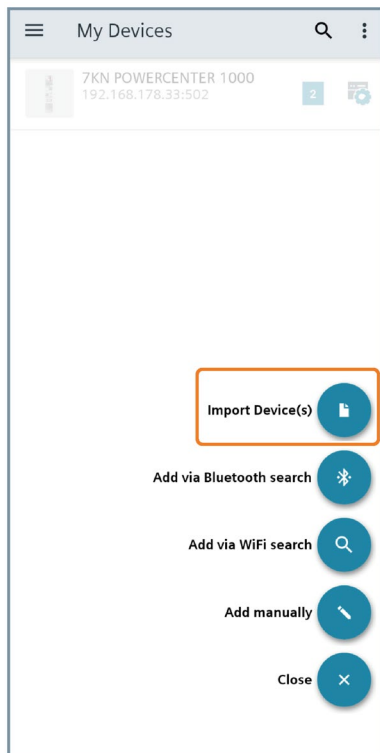 My Devices
7KN POWERCENTER 1000
192.168.178.33:502
2
Import Device(s)
Add via Bluetooth search
Add via WiFi search
Add manually
Close